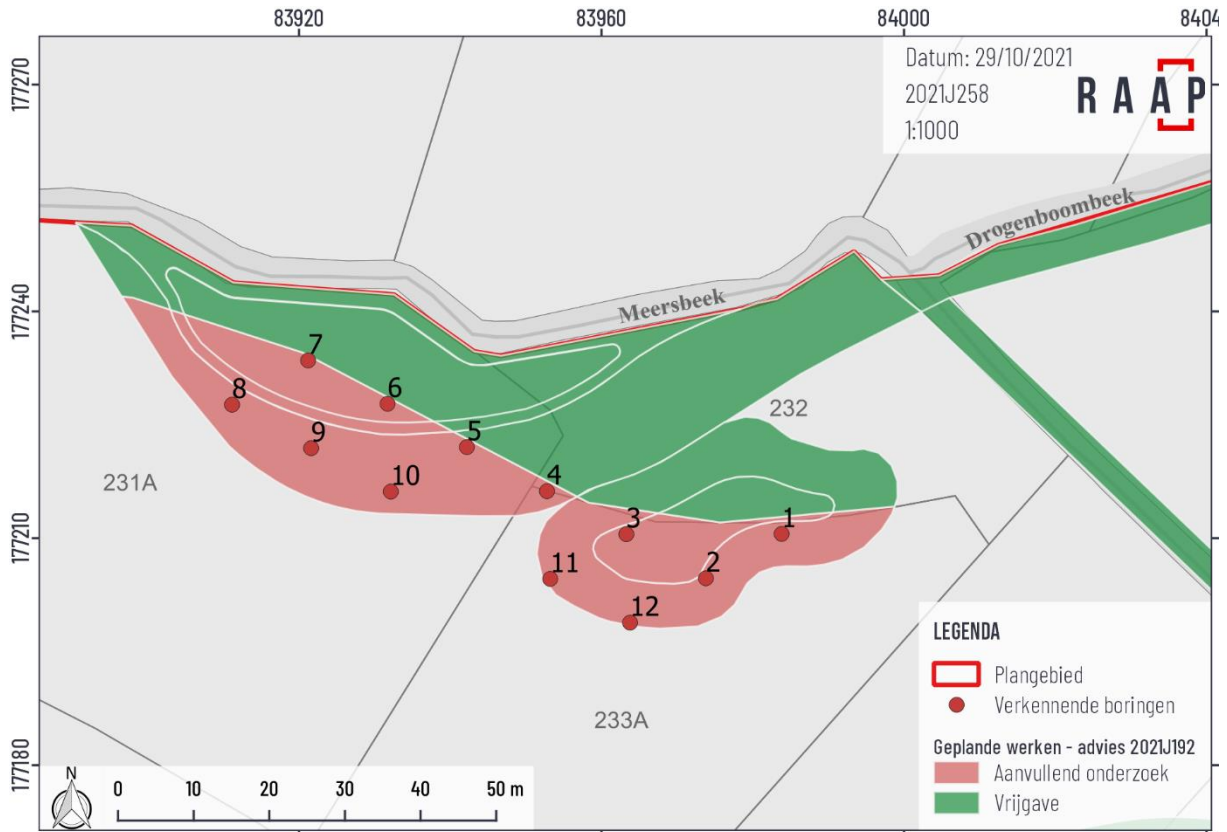 83920 83960 84000 8404
177270
Datum: 29/10/2021
2021J258
1:1000
RAAP
Drogenboombeek
Meersbeek
177240
7
8
6
232
9
5
10
4
231A
3
1
177210
11
2
12
233A
LEGENDA
Plangebied
Verkennende boringen
Geplande werken - advies 2021J192
Aanvullend onderzoek
Vrijgave
177180
N
0 10 20 30 40 50 m